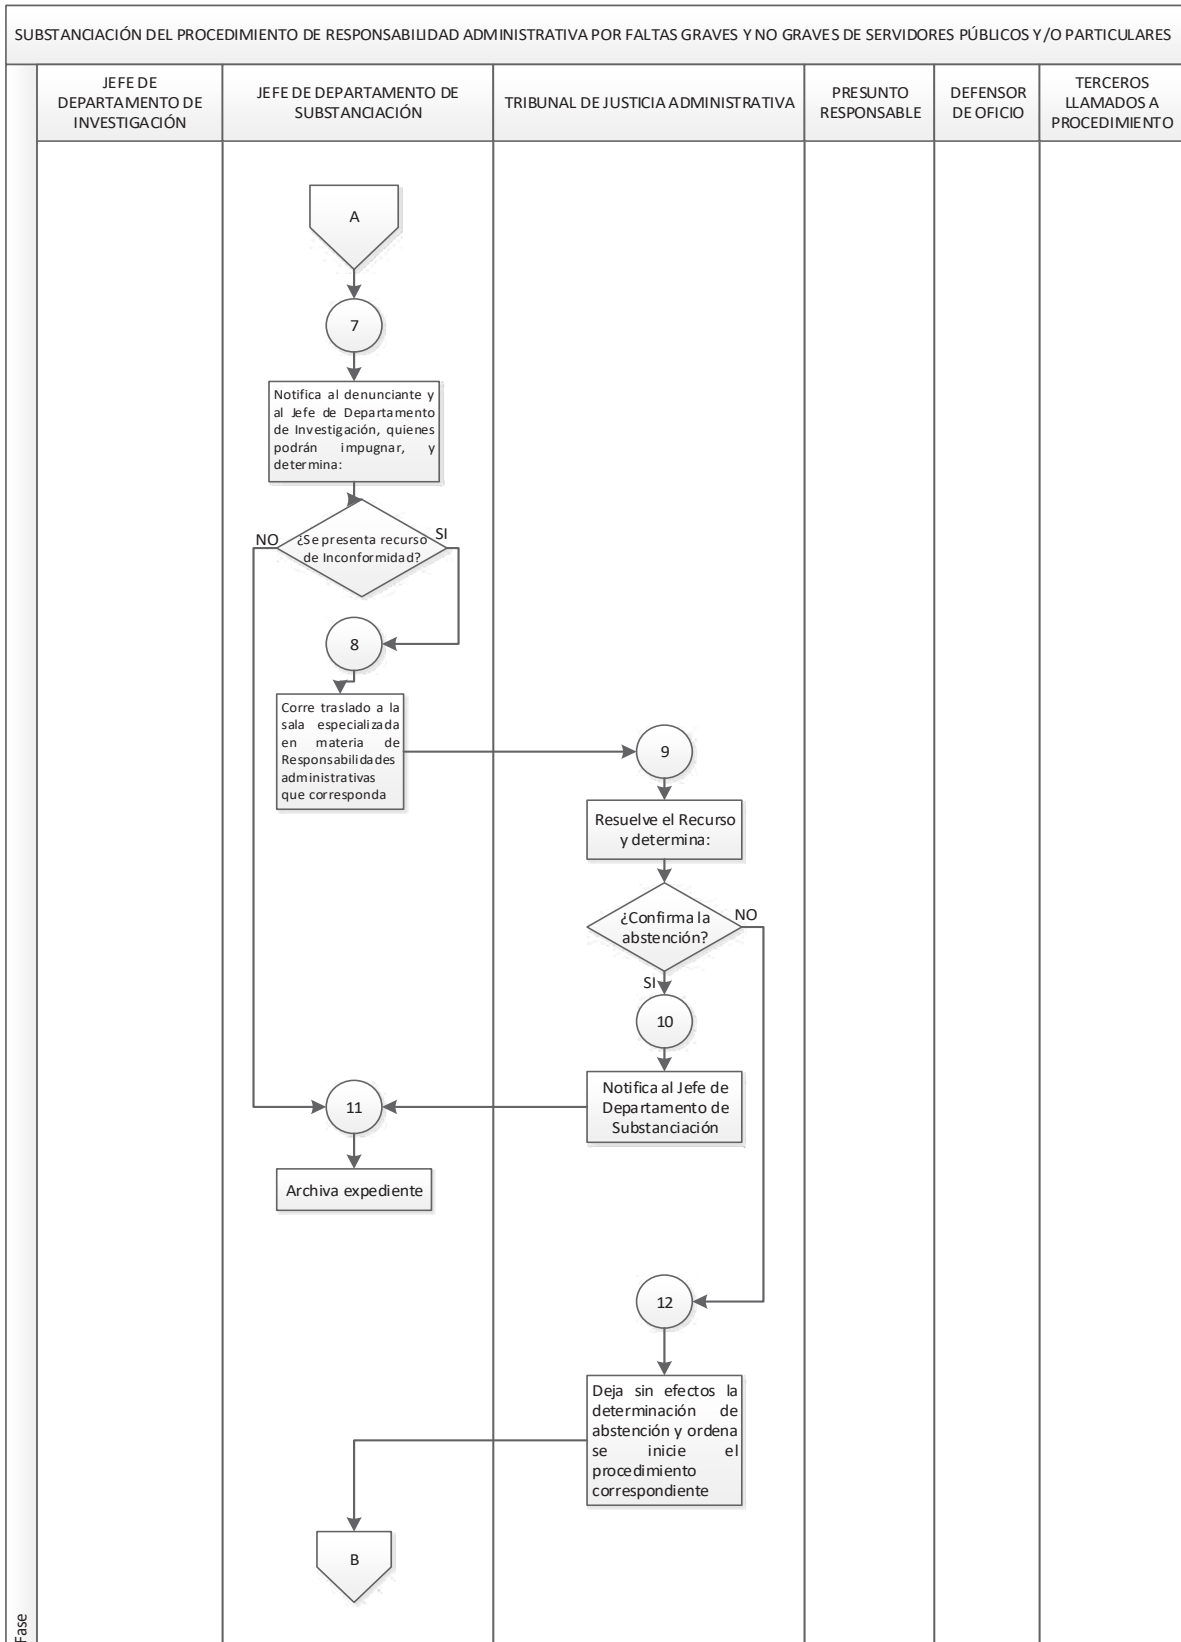 SUBSTANCIACIÓN DEL PROCEDIMIENTO DE RESPONSABILIDAD ADMINISTRATIVA POR FALTAS GRAVES Y NO GRAVES DE SERVIDORES PÚBLICOS Y/O PARTICULARES
JEFE DE
DEPARTAMENTO DE
INVESTIGACIÓN
JEFE DE DEPARTAMENTO DE
SUBSTANCIACIÓN
TRIBUNAL DE JUSTICIA ADMINISTRATIVA
PRESUNTO
RESPONSABLE
DEFENSOR
DE OFICIO
TERCEROS
LLAMADOS A
PROCEDIMIENTO
A
7
Notifica al denunciante y
al Jefe de Departamento
de Investigación, quienes
podrán impugnar, y
determina:
¿Se presenta recurso
de Inconformidad?
NO
SI
8
Corre traslado a la
sala especializada
en materia de
Responsabilidades
administrativas
que corresponda
9
Resuelve el Recurso
y determina:
¿Confirma la
abstención?
NO
SI
10
Notifica al Jefe de
Departamento de
Substanciación
11
Archiva expediente
12
Deja sin efectos la
determinación de
abstención y ordena
se inicie el
procedimiento
correspondiente
B
Fase